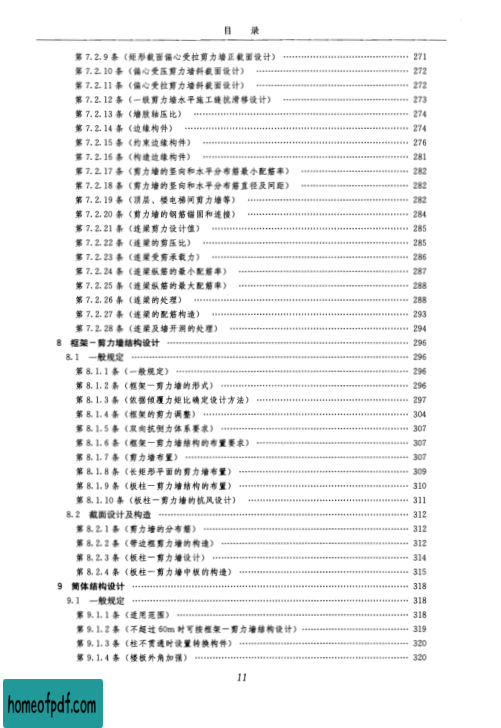 目 录
第 7.2.9 条（矩形截面偏心受拉剪力墙正截面设计） 271
第 7.2.10 条（偏心受压剪力墙斜截面设计） 272
第 7.2.11 条（偏心受拉剪力墙斜截面设计） 272
第 7.2.12 条（一级剪力墙水平施工缝抗滑移设计） 273
第 7.2.13 条（墙肢轴压比） 274
第 7.2.14 条（边缘构件） 274
第 7.2.15 条（约束边缘构件） 276
第 7.2.16 条（构造边缘构件） 281
第 7.2.17 条（剪力墙的竖向和水平分布筋最小配筋率） 282
第 7.2.18 条（剪力墙的竖向和水平分布筋直径及间距） 282
第 7.2.19 条（顶层、楼电梯间剪力墙等） 282
第 7.2.20 条（剪力墙的钢筋锚固和连接） 284
第 7.2.21 条（连梁剪力设计值） 285
第 7.2.22 条（连梁的剪压比） 285
第 7.2.23 条（连梁受剪承载力） 286
第 7.2.24 条（连梁纵筋的最小配筋率） 287
第 7.2.25 条（连梁纵筋的最大配筋率） 288
第 7.2.26 条（连梁的处理） 288
第 7.2.27 条（连梁的配筋构造） 293
第 7.2.28 条（连梁及墙开洞的处理） 294
8 框架－剪力墙结构设计 296
8.1 一般规定 296
第 8.1.1 条（一般规定） 296
第 8.1.2 条（框架－剪力墙的形式） 296
第 8.1.3 条（依据倾覆力矩比确定设计方法） 297
第 8.1.4 条（框架的剪力调整） 304
第 8.1.5 条（双向抗侧力体系要求） 307
第 8.1.6 条（框架－剪力墙结构的布置要求） 307
第 8.1.7 条（剪力墙布置） 307
第 8.1.8 条（长矩形平面的剪力墙布置） 309
第 8.1.9 条（板柱－剪力墙结构的布置） 310
第 8.1.10 条（板柱－剪力墙的抗风设计） 311
8.2 截面设计及构造 312
第 8.2.1 条（剪力墙的分布筋） 312
第 8.2.2 条（带边框剪力墙的构造） 312
第 8.2.3 条（板柱－剪力墙设计） 314
第 8.2.4 条（板柱－剪力墙中板的构造） 315
9 筒体结构设计 318
9.1 一般规定 318
第 9.1.1 条（适用范围） 318
第 9.1.2 条（不超过 60m 时可按框架－剪力墙结构设计） 319
第 9.1.3 条（柱不贯通时设置转换构件） 320
第 9.1.4 条（楼板外角加强） 320
11
homeofpdf.com